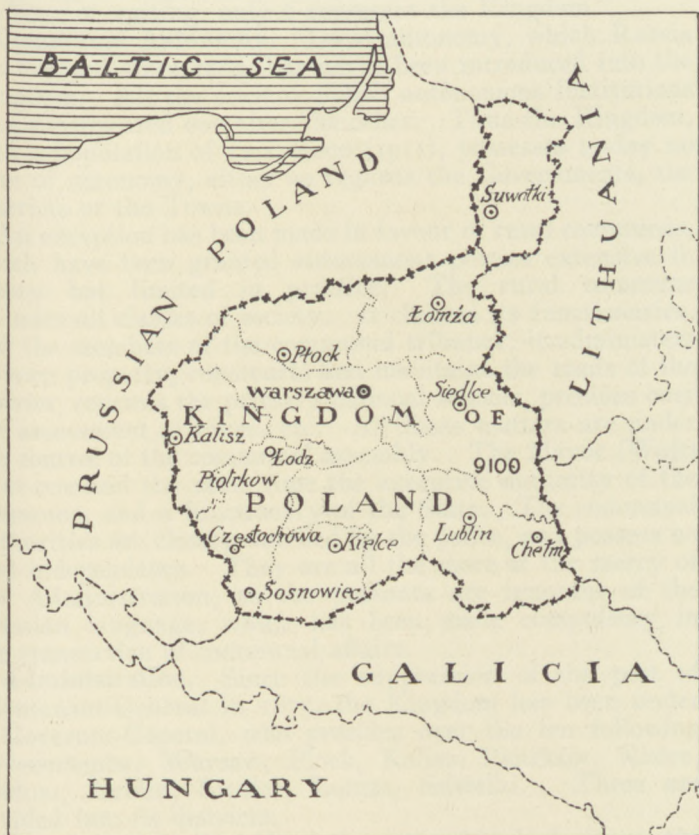 BALTIC SEA
PRUSSIAN POLAND
LITHUANIA
Suwałki
Łomża
Płock
Warszawa
Siedlce
KINGDOM OF
Kalisz
Łodz
9100
Piotrkow
POLAND
Częstochowa
Kielce
Lublin
Chełm
Sosnowiec
GALICIA
HUNGARY